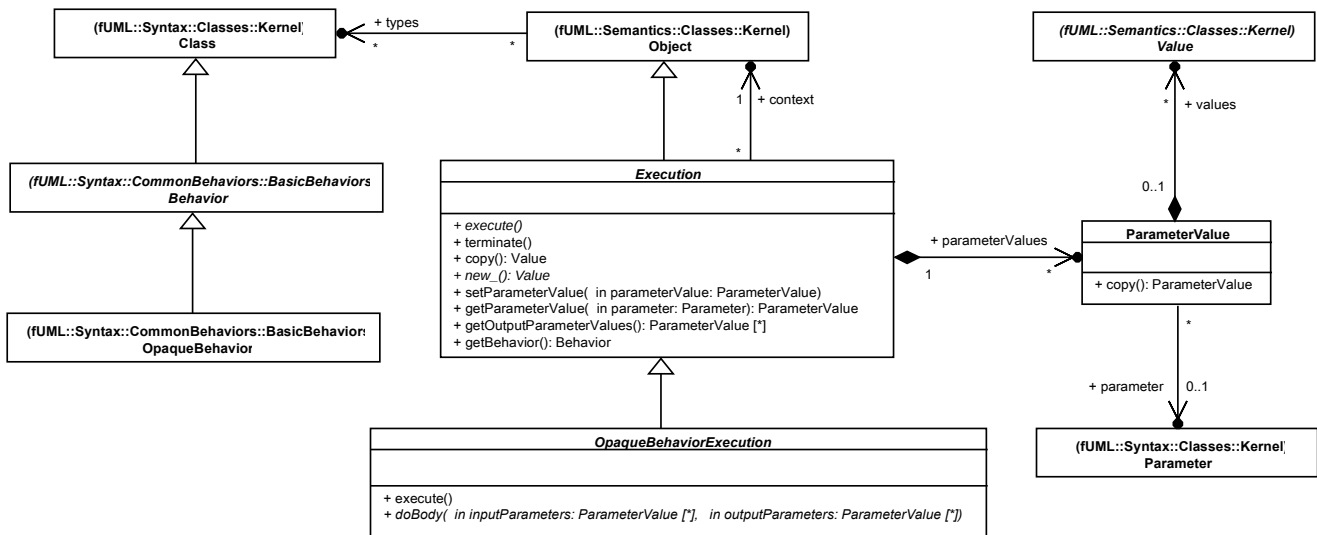 (fUML::Syntax::Classes::Kernel)
Class
+ types
*
*
(fUML::Semantics::Classes::Kernel)
Object
(fUML::Semantics::Classes::Kernel)
Value
1
+ context
*
*
+ values
0..1
(fUML::Syntax::CommonBehaviors::BasicBehaviors
Behavior
(fUML::Syntax::CommonBehaviors::BasicBehaviors
OpaqueBehavior
Execution
+ execute()
+ terminate()
+ copy(): Value
+ new_(): Value
+ setParameterValue( in parameterValue: ParameterValue)
+ getParameterValue( in parameter: Parameter): ParameterValue
+ getOutputParameterValues(): ParameterValue [*]
+ getBehavior(): Behavior
+ parameterValues
1
*
ParameterValue
+ copy(): ParameterValue
*
+ parameter
0..1
(fUML::Syntax::Classes::Kernel)
Parameter
OpaqueBehaviorExecution
+ execute()
+ doBody( in inputParameters: ParameterValue [*], in outputParameters: ParameterValue [*])